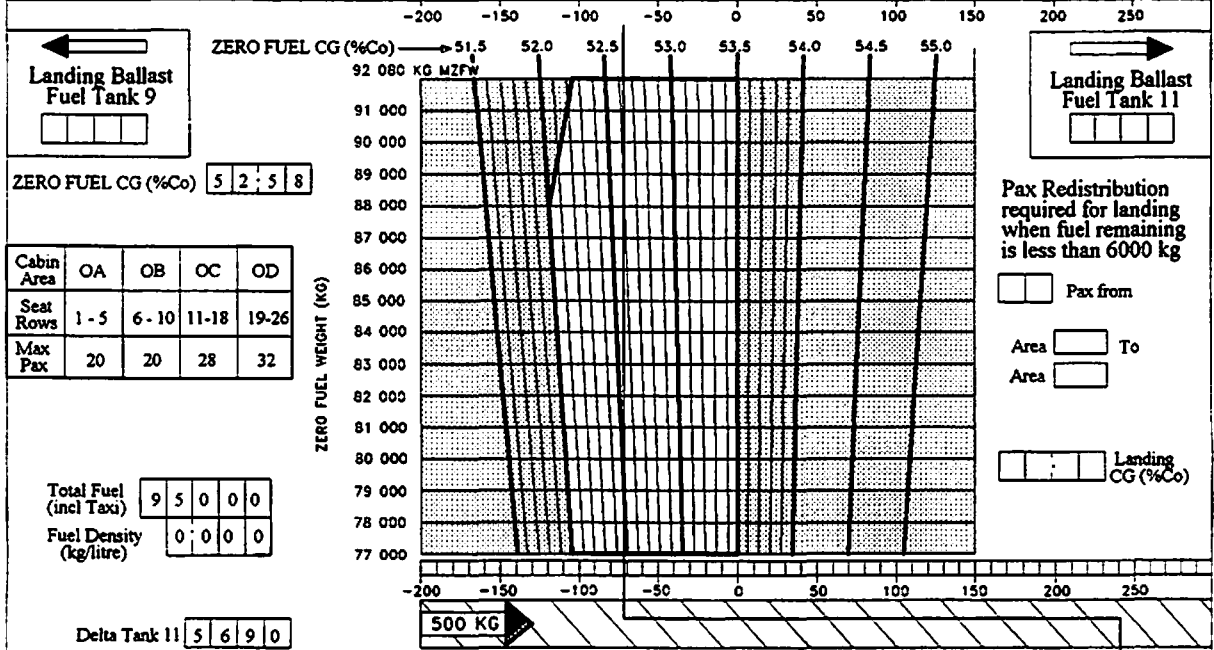 -200 -150 -100 -50 0 50 100 150 200 250
Landing Ballast
Fuel Tank 9
ZERO FUEL CG (%Co) 51.5 52.0 52.5 53.0 53.5 54.0 54.5 55.0
92 080 KG MZFW
Landing Ballast
Fuel Tank 11
91 000
90 000
89 000
88 000
87 000
86 000
85 000
84 000
83 000
82 000
81 000
80 000
79 000
78 000
77 000
ZERO FUEL WEIGHT (KG)
ZERO FUEL CG (%Co) 5 2 : 5 8
Cabin Area OA OB OC OD
Seat Rows 1 - 5 6 - 10 11-18 19-26
Max Pax 20 20 28 32
Total Fuel (incl Taxi) 9 5 0 0 0
Fuel Density (kg/litre) 0 : 0 0 0
Delta Tank 11 5 6 9 0
Pax Redistribution
required for landing
when fuel remaining
is less than 6000 kg
Pax from
Area To
Area
Landing
CG (%Co)
-200 -150 -100 -50 0 50 100 150 200 250
500 KG